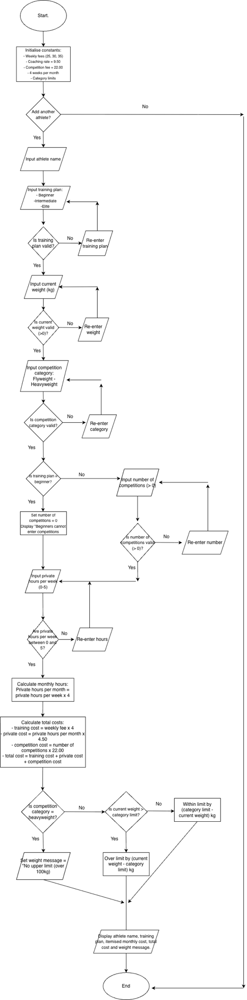 Start.
Initialise constants:
- Weekly fees (25, 30, 35)
- Coaching rate = 9.50
- Competition fee = 22.00
- 4 weeks per month
- Category limits
Add another
athlete?
No
Yes
Input athlete name
Input training plan:
- Beginner
-Intermediate
-Elite
Is training
plan valid?
No
Re-enter
training plan
Yes
Input current
weight (kg)
Is current
weight valid
(>0)?
No
Re-enter
weight
Yes
Input competition
category:
Flyweight -
Heavyweight
Is competition
category valid?
No
Re-enter
category
Yes
Is training plan =
beginner?
No
Input number of
competitions (> 0)
Yes
Set number of
competitions = 0
Display "Beginners cannot
enter competitions
Is number of
competitions valid
(> 0)?
No
Re-enter number
Yes
Input private
hours per week
(0-5)
Are private
hours per week
between 0 and
5?
No
Re-enter hours
Yes
Calculate monthly hours:
Private hours per month =
private hours per week x 4
Calculate total costs:
- training cost = weekly fee x 4
- private cost = private hours per month x
4.50
- competition cost = number of
competitions x 22.00
- total cost = training cost + private cost
+ competition cost
Is competition
category =
heavyweight?
No
Is current weight >
category limit?
No
Within limit by
(category limit -
current weight) kg
Yes
Yes
Set weight message =
"No upper limit (over
100kg)
Over limit by (current
weight - category
limit) kg
Display athlete name, training
plan, itemised monthly cost, total
cost and weight message.
End